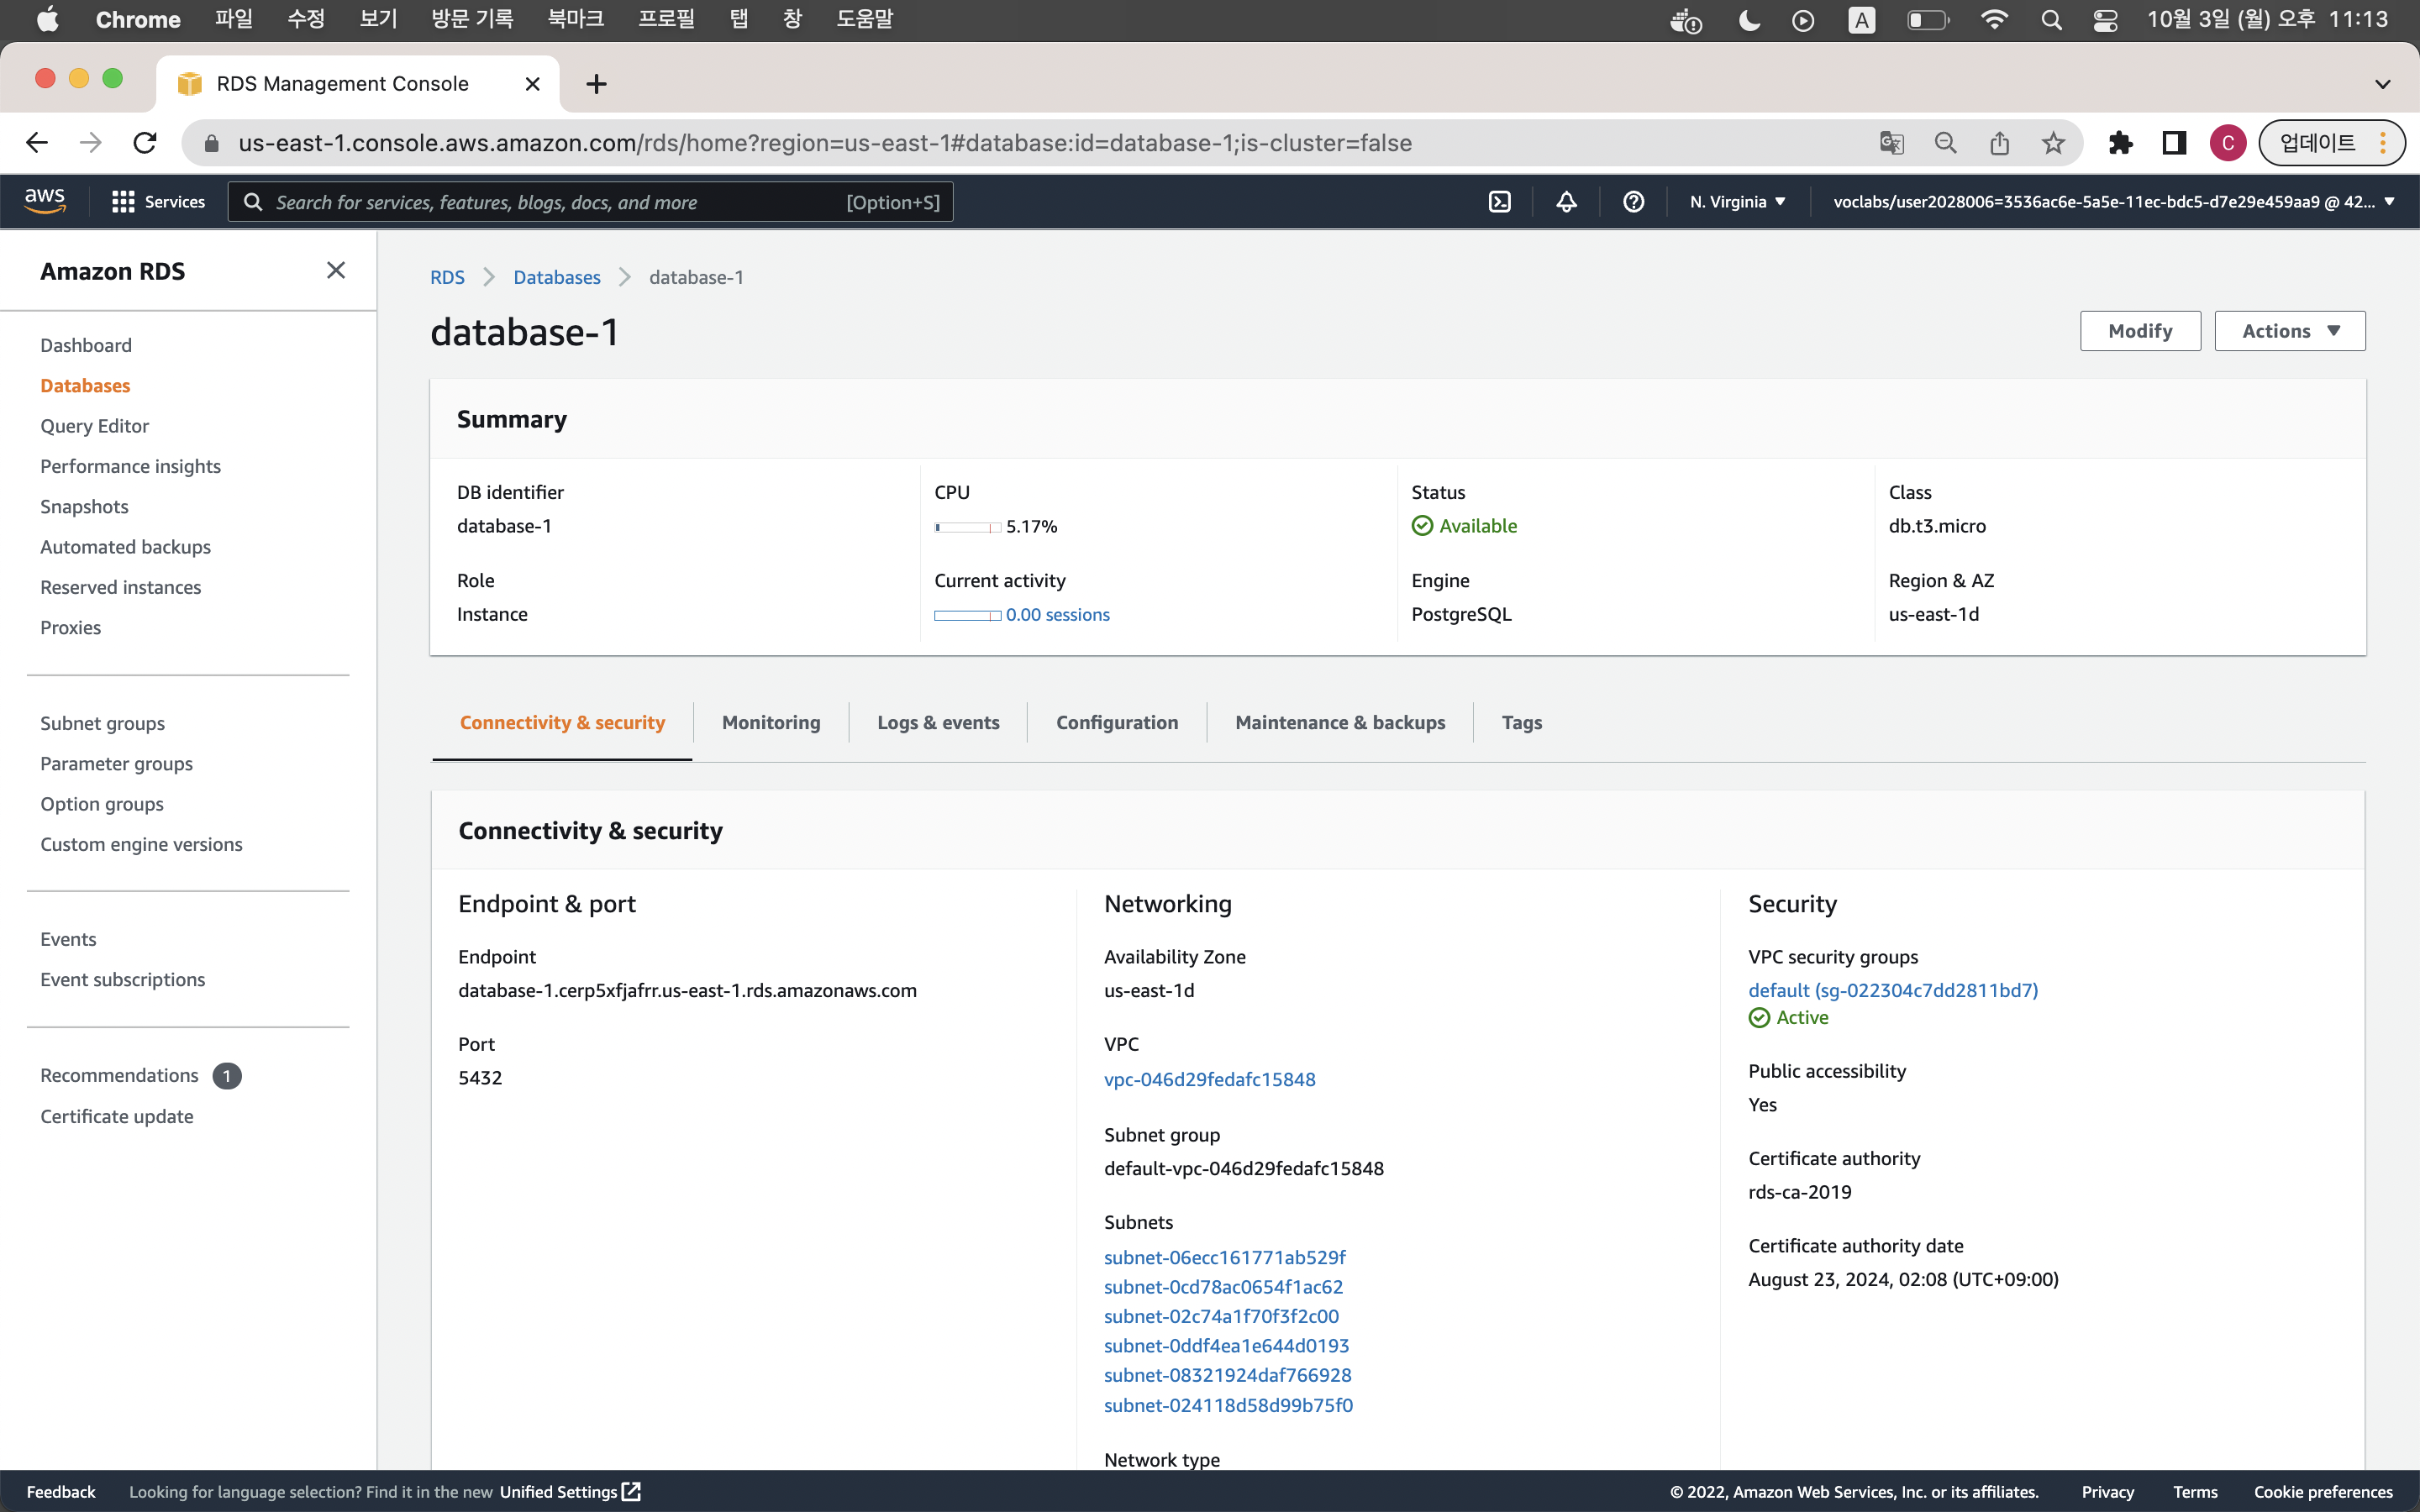 Chrome 파일 수정 보기 방문 기록 북마크 프로필 탭 창 도움말 A 10월 3일 (월) 오후 11:13
RDS Management Console
us-east-1.console.aws.amazon.com/rds/home?region=us-east-1#database:id=database-1;is-cluster=false C 업데이트
aws Services Search for services, features, blogs, docs, and more [Option+S] N. Virginia voclabs/user2028006=3536ac6e-5a5e-11ec-bdc5-d7e29e459aa9 @ 42...
Amazon RDS
Dashboard
Databases
Query Editor
Performance insights
Snapshots
Automated backups
Reserved instances
Proxies
Subnet groups
Parameter groups
Option groups
Custom engine versions
Events
Event subscriptions
Recommendations 1
Certificate update
RDS Databases database-1
database-1
Modify Actions
Summary
DB identifier
database-1
Role
Instance
CPU
5.17%
Current activity
0.00 sessions
Status
Available
Engine
PostgreSQL
Class
db.t3.micro
Region & AZ
us-east-1d
Connectivity & security Monitoring Logs & events Configuration Maintenance & backups Tags
Connectivity & security
Endpoint & port
Endpoint
database-1.cerp5xfjafrr.us-east-1.rds.amazonaws.com
Port
5432
Networking
Availability Zone
us-east-1d
VPC
vpc-046d29fedafc15848
Subnet group
default-vpc-046d29fedafc15848
Subnets
subnet-06ecc161771ab529f
subnet-0cd78ac0654f1ac62
subnet-02c74a1f70f3f2c00
subnet-0ddf4ea1e644d0193
subnet-08321924daf766928
subnet-024118d58d99b75f0
Network type
Security
VPC security groups
default (sg-022304c7dd2811bd7)
Active
Public accessibility
Yes
Certificate authority
rds-ca-2019
Certificate authority date
August 23, 2024, 02:08 (UTC+09:00)
Feedback Looking for language selection? Find it in the new Unified Settings © 2022, Amazon Web Services, Inc. or its affiliates. Privacy Terms Cookie preferences